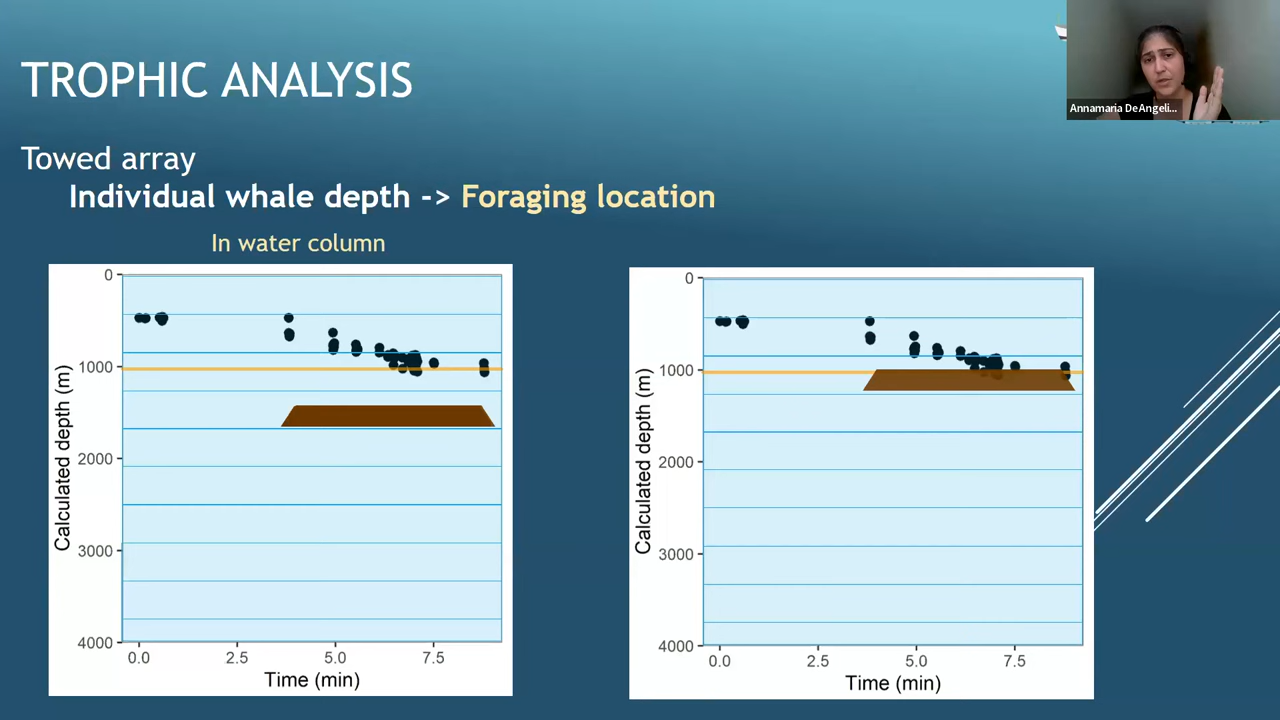 TROPHIC ANALYSIS
Annamaria DeAngeli...
Towed array
Individual whale depth -> Foraging location
In water column
0
1000
2000
3000
4000
Calculated depth (m)
0.0
2.5
5.0
7.5
Time (min)
0
1000
2000
3000
4000
Calculated depth (m)
0.0
2.5
5.0
7.5
Time (min)